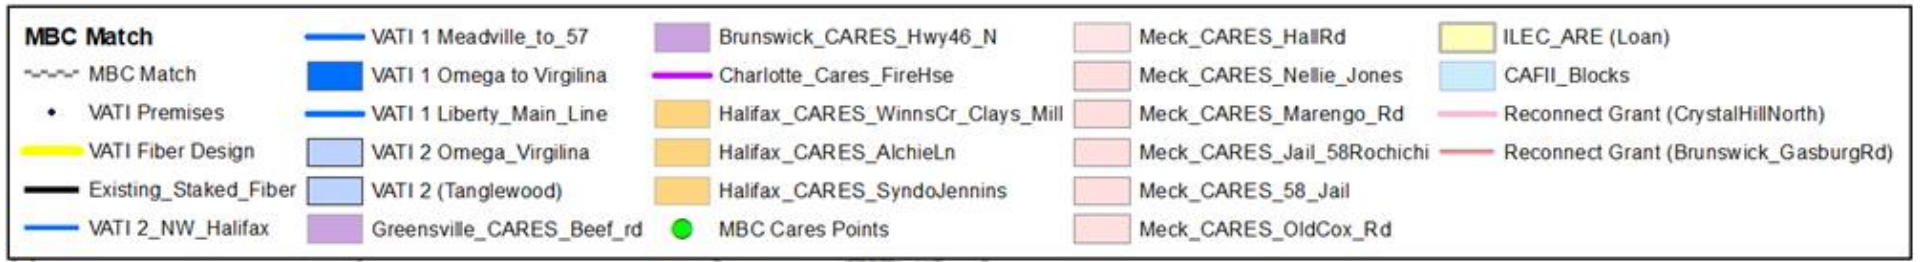 MBC Match
MBC Match
VATI Premises
VATI Fiber Design
Existing_Staked_Fiber
VATI 2_NW_Halifax
VATI 1 Meadville_to_57
VATI 1 Omega to Virgilina
VATI 1 Liberty_Main_Line
VATI 2 Omega_Virgilina
VATI 2 (Tanglewood)
Greensville_CARES_Beef_rd
Brunswick_CARES_Hwy46_N
Charlotte_Cares_FireHse
Halifax_CARES_WinnsCr_Clays_Mill
Halifax_CARES_AlchieLn
Halifax_CARES_SyndoJennins
MBC Cares Points
Meck_CARES_HallRd
Meck_CARES_Nellie_Jones
Meck_CARES_Marengo_Rd
Meck_CARES_Jail_58Rochichi
Meck_CARES_58_Jail
Meck_CARES_OldCox_Rd
ILEC_ARE (Loan)
CAFII_Blocks
Reconnect Grant (CrystalHillNorth)
Reconnect Grant (Brunswick_GasburgRd)